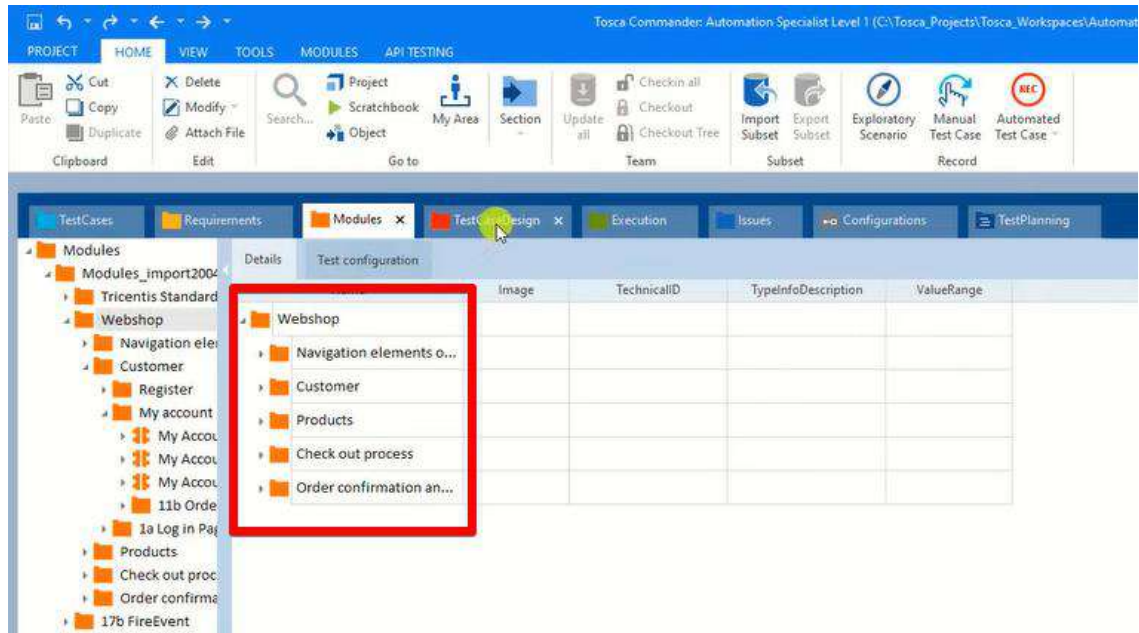 Tosca Commander: Automation Specialist Level 1 (C:\Tosca_Projects\Tosca_Workspaces\Automat
PROJECT HOME VIEW TOOLS MODULES API TESTING
Paste
Cut
Copy
Duplicate
Clipboard
Delete
Modify
Attach File
Edit
Search...
Project
Scratchbook
Object
My Area
Section
Go to
Update all
Checkin all
Checkout
Checkout Tree
Team
Import Subset
Export Subset
Subset
Exploratory Scenario
Manual Test Case
REC
Automated Test Case
Record
TestCases Requirements Modules × TestCaseDesign × Execution Issues Configurations TestPlanning
Modules
Modules_import2004
Tricentis Standard
Webshop
Navigation ele
Customer
Register
My account
My Accou
My Accou
My Accou
11b Orde
1a Log in Pag
Products
Check out proc
Order confirma
17b FireEvent
Details Test configuration
Image TechnicalID TypeInfoDescription ValueRange
Webshop
Navigation elements o...
Customer
Products
Check out process
Order confirmation an...